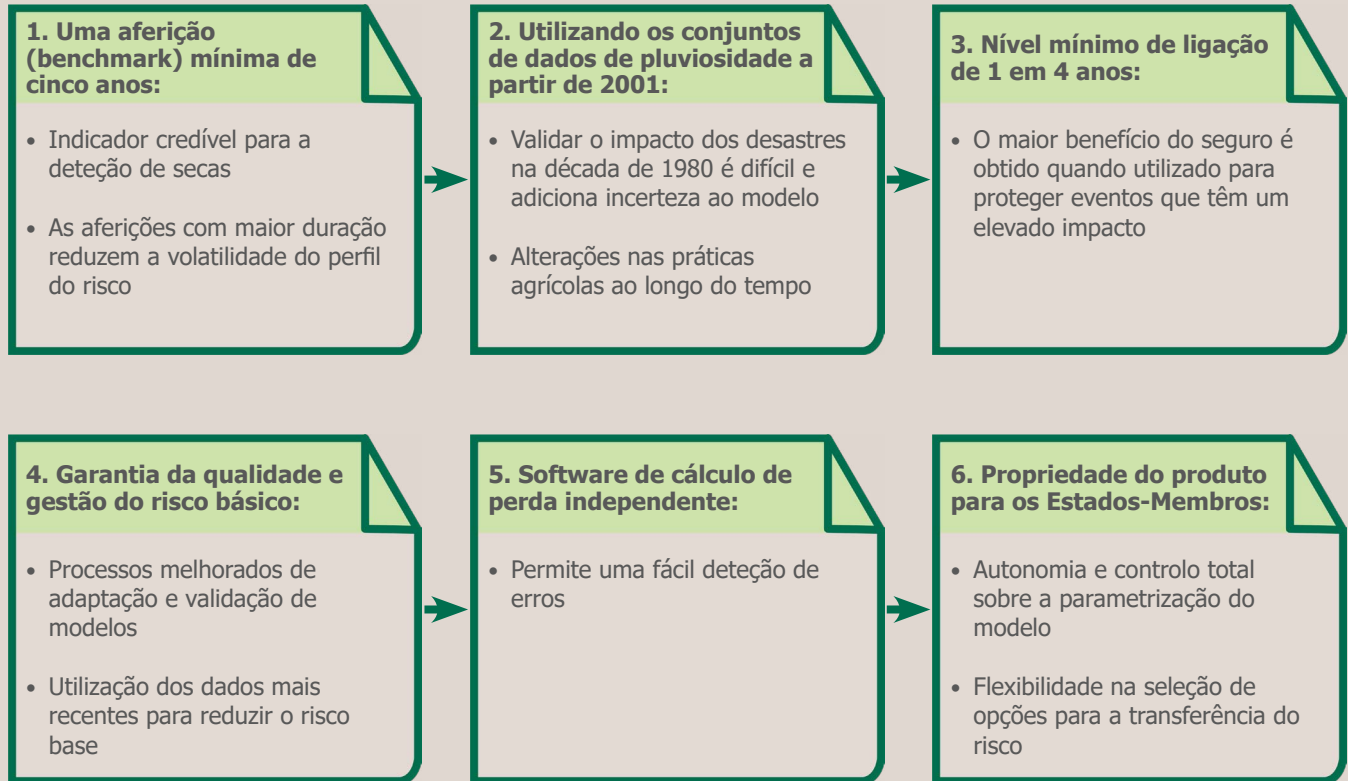 1. Uma aferição
(benchmark) mínima de
cinco anos:
• Indicador credível para a
deteção de secas
• As aferições com maior duração
reduzem a volatilidade do perfil
do risco
2. Utilizando os conjuntos
de dados de pluviosidade a
partir de 2001:
• Validar o impacto dos desastres
na década de 1980 é difícil e
adiciona incerteza ao modelo
• Alterações nas práticas
agrícolas ao longo do tempo
3. Nível mínimo de ligação
de 1 em 4 anos:
• O maior benefício do seguro é
obtido quando utilizado para
proteger eventos que têm um
elevado impacto
4. Garantia da qualidade e
gestão do risco básico:
• Processos melhorados de
adaptação e validação de
modelos
• Utilização dos dados mais
recentes para reduzir o risco
base
5. Software de cálculo de
perda independente:
• Permite uma fácil deteção de
erros
6. Propriedade do produto
para os Estados-Membros:
• Autonomia e controlo total
sobre a parametrização do
modelo
• Flexibilidade na seleção de
opções para a transferência do
risco